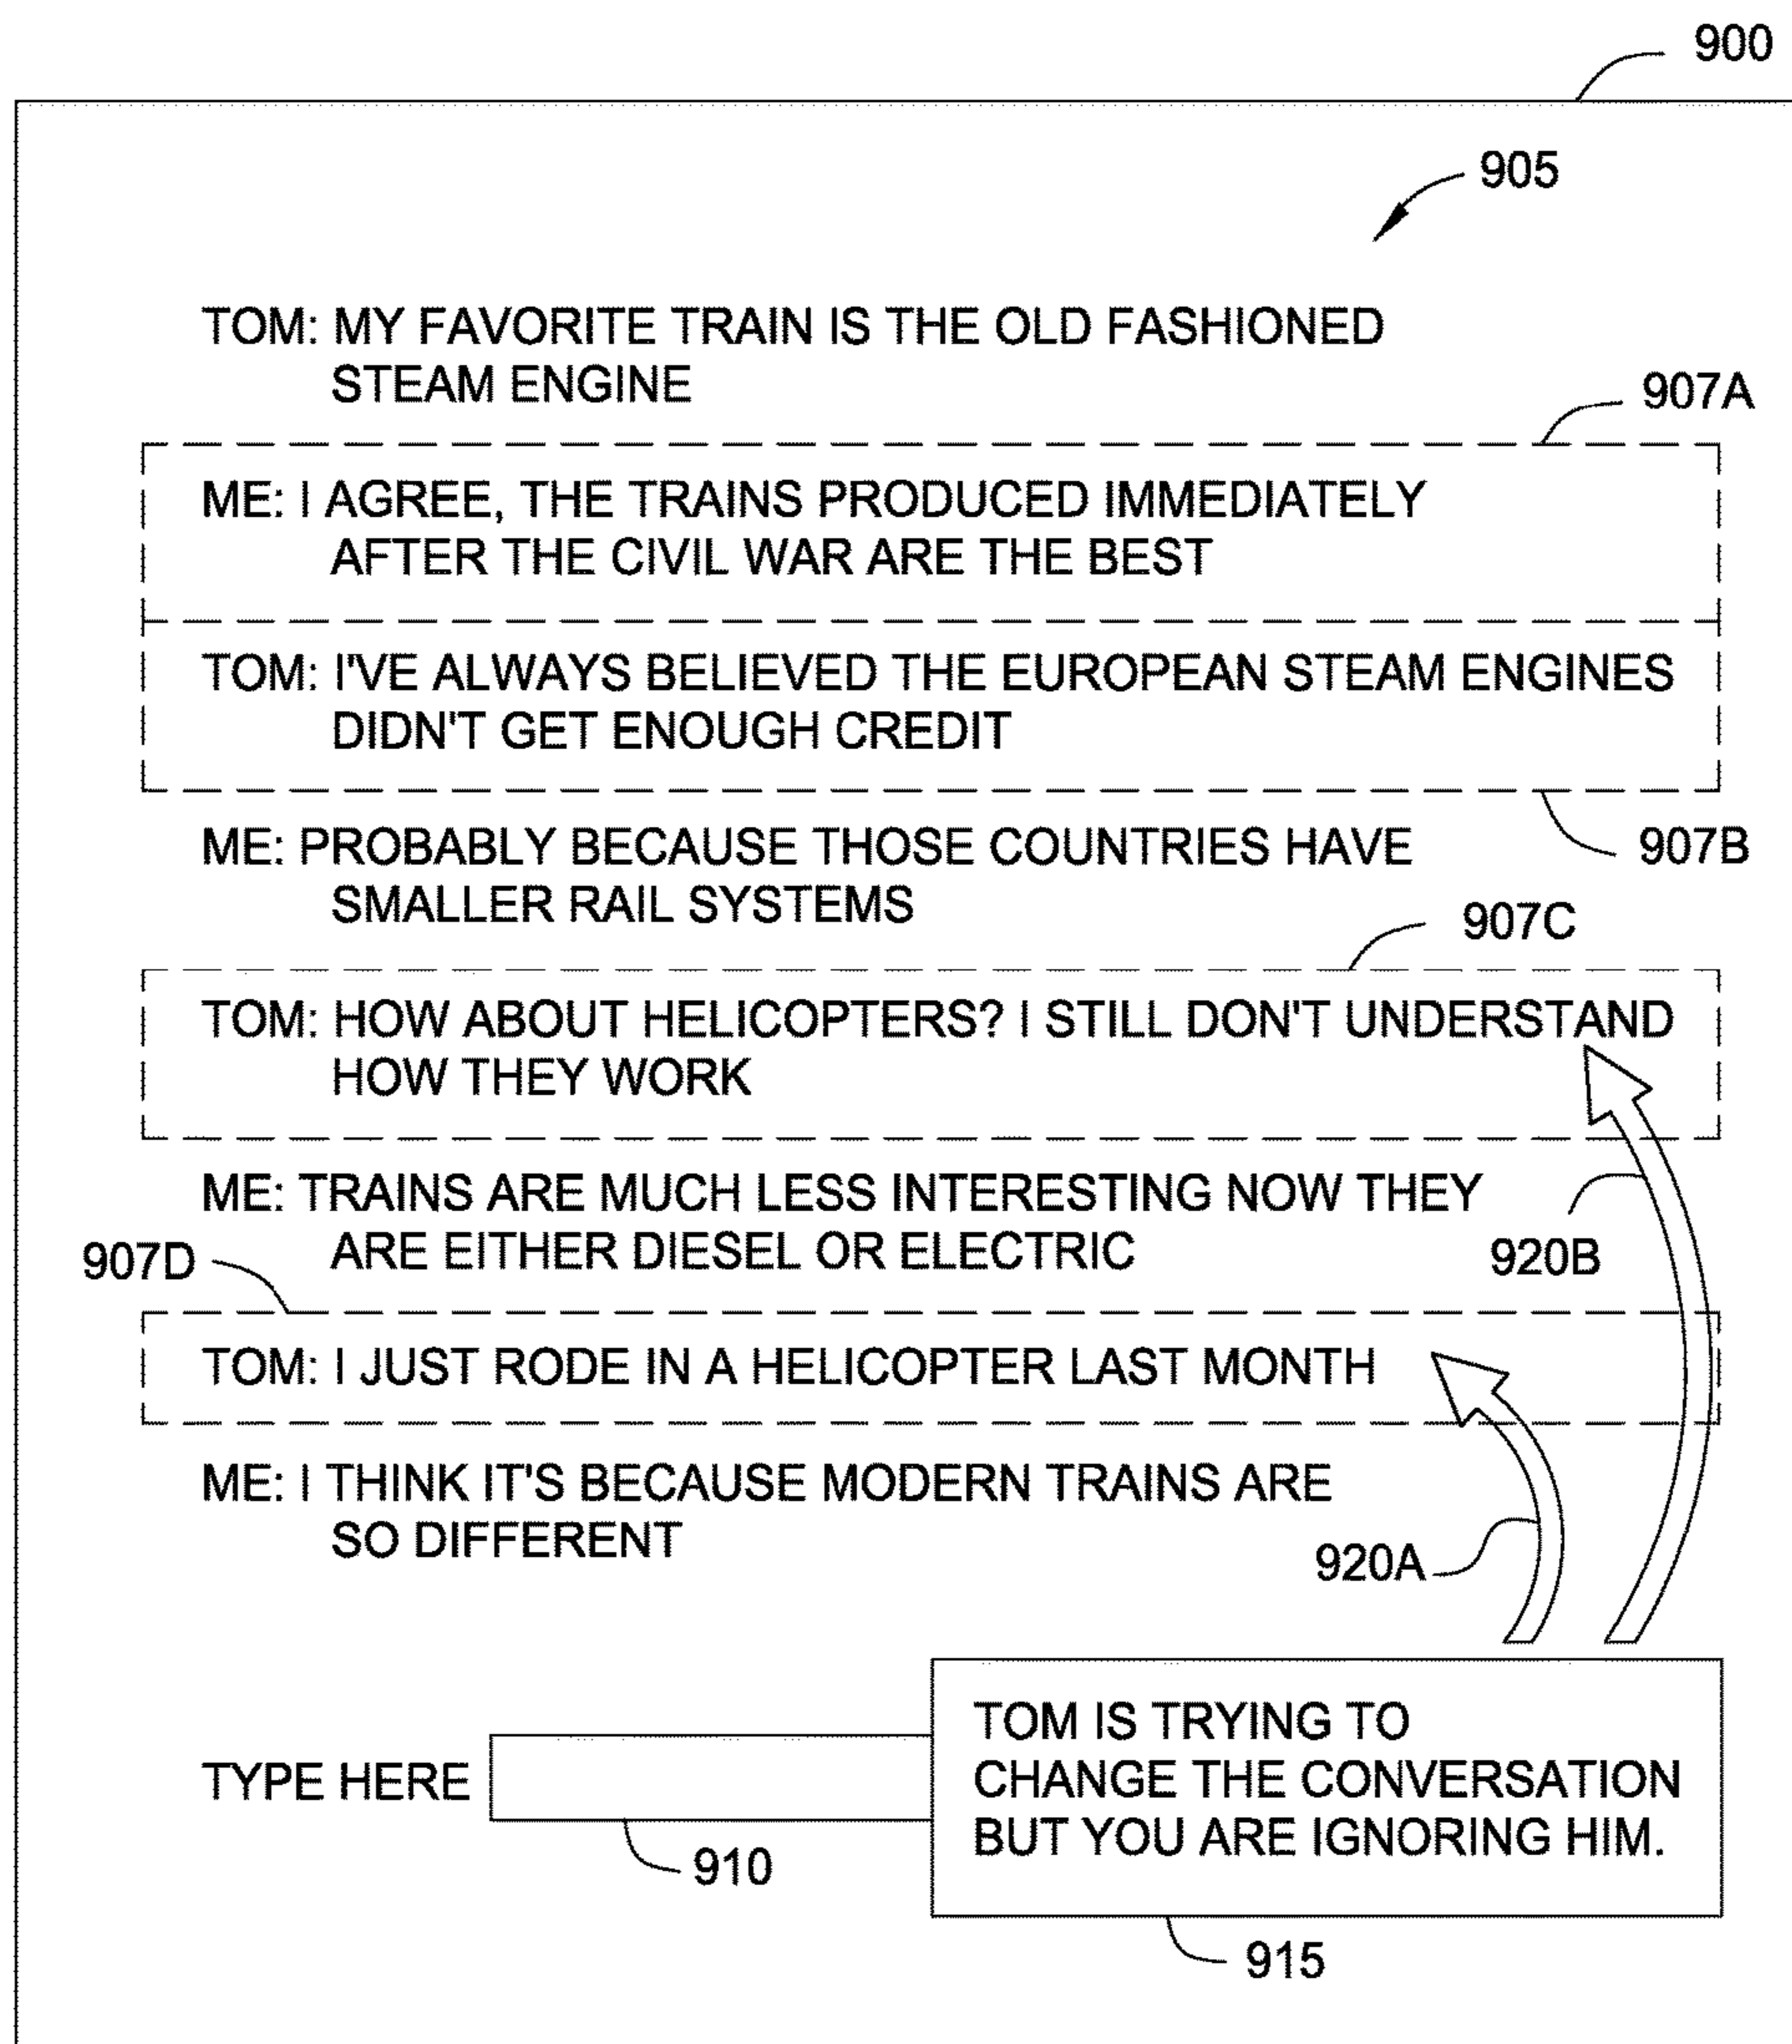 900
905
TOM: MY FAVORITE TRAIN IS THE OLD FASHIONED
STEAM ENGINE
907A
ME: I AGREE, THE TRAINS PRODUCED IMMEDIATELY
AFTER THE CIVIL WAR ARE THE BEST
TOM: I'VE ALWAYS BELIEVED THE EUROPEAN STEAM ENGINES
DIDN'T GET ENOUGH CREDIT
ME: PROBABLY BECAUSE THOSE COUNTRIES HAVE
907B
SMALLER RAIL SYSTEMS
907C
TOM: HOW ABOUT HELICOPTERS? I STILL DON'T UNDERSTAND
HOW THEY WORK
ME: TRAINS ARE MUCH LESS INTERESTING NOW THEY
ARE EITHER DIESEL OR ELECTRIC
907D
920B
TOM: I JUST RODE IN A HELICOPTER LAST MONTH
ME: I THINK IT'S BECAUSE MODERN TRAINS ARE
SO DIFFERENT
920A
TYPE HERE
910
TOM IS TRYING TO
CHANGE THE CONVERSATION
BUT YOU ARE IGNORING HIM.
915